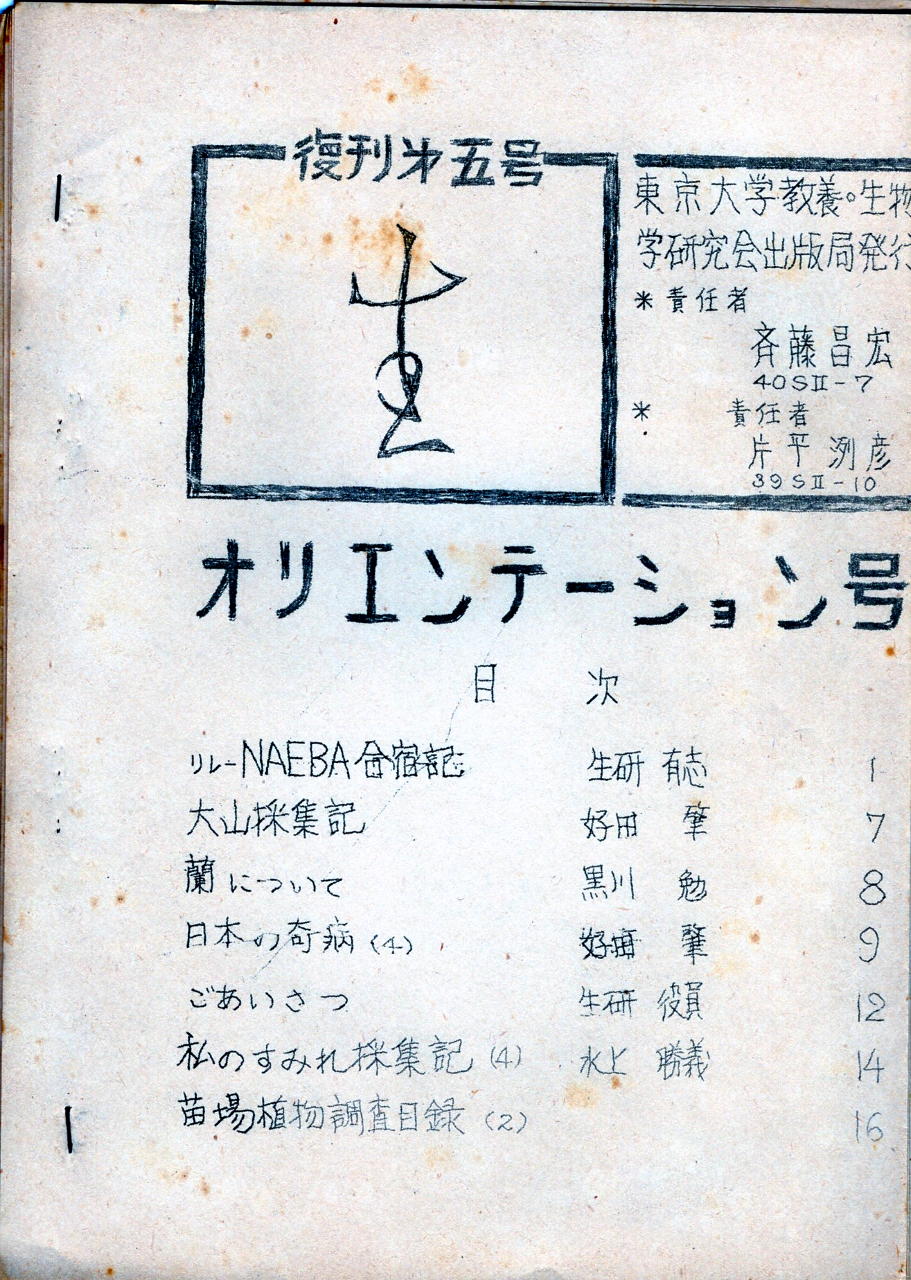 復刊第五号
生
東京大学教養。生物
学研究会出版局発行
*責任者
斉藤昌宏
40SⅡ-7
* 責任者
片平洌彦
39SⅡ-10
オリエンテーション号
目次
リレーNAEBA合宿記 生研 有志 1
大山採集記 好田 肇 7
蘭について 黒川 勉 8
日本の奇病(4) 好田 肇 9
ごあいさつ 生研 役員 12
私のすみれ採集記(4) 水上 勝義 14
苗場植物調査目録(2) 16